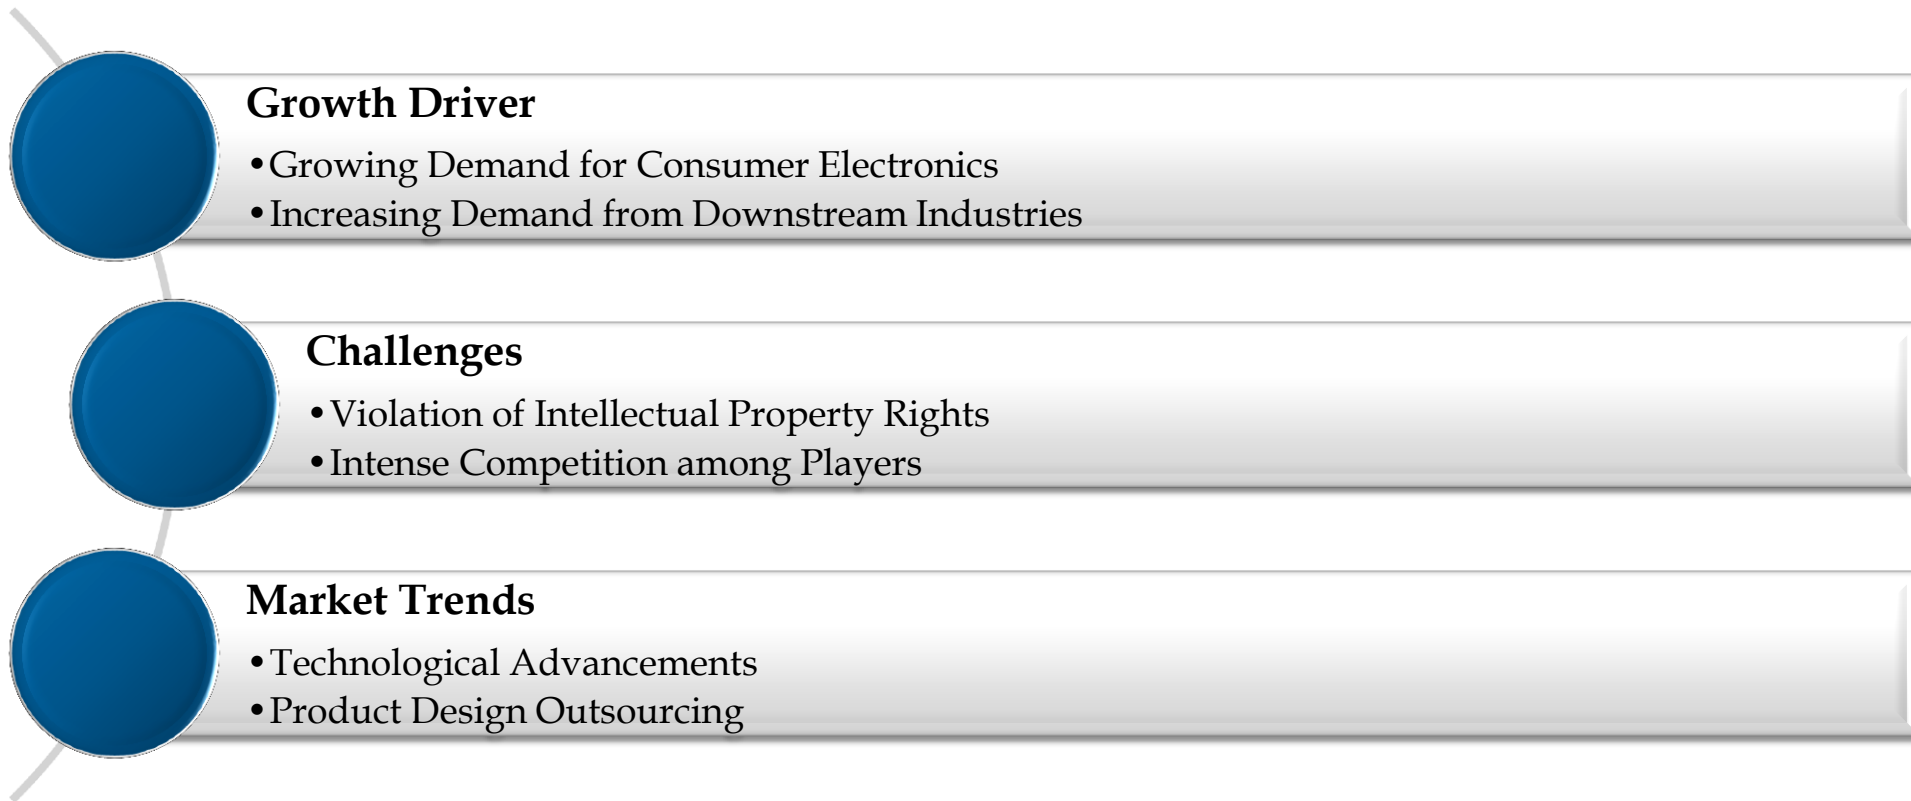 Growth Driver
•Growing Demand for Consumer Electronics
•Increasing Demand from Downstream Industries
Challenges
•Violation of Intellectual Property Rights
•Intense Competition among Players
Market Trends
•Technological Advancements
•Product Design Outsourcing